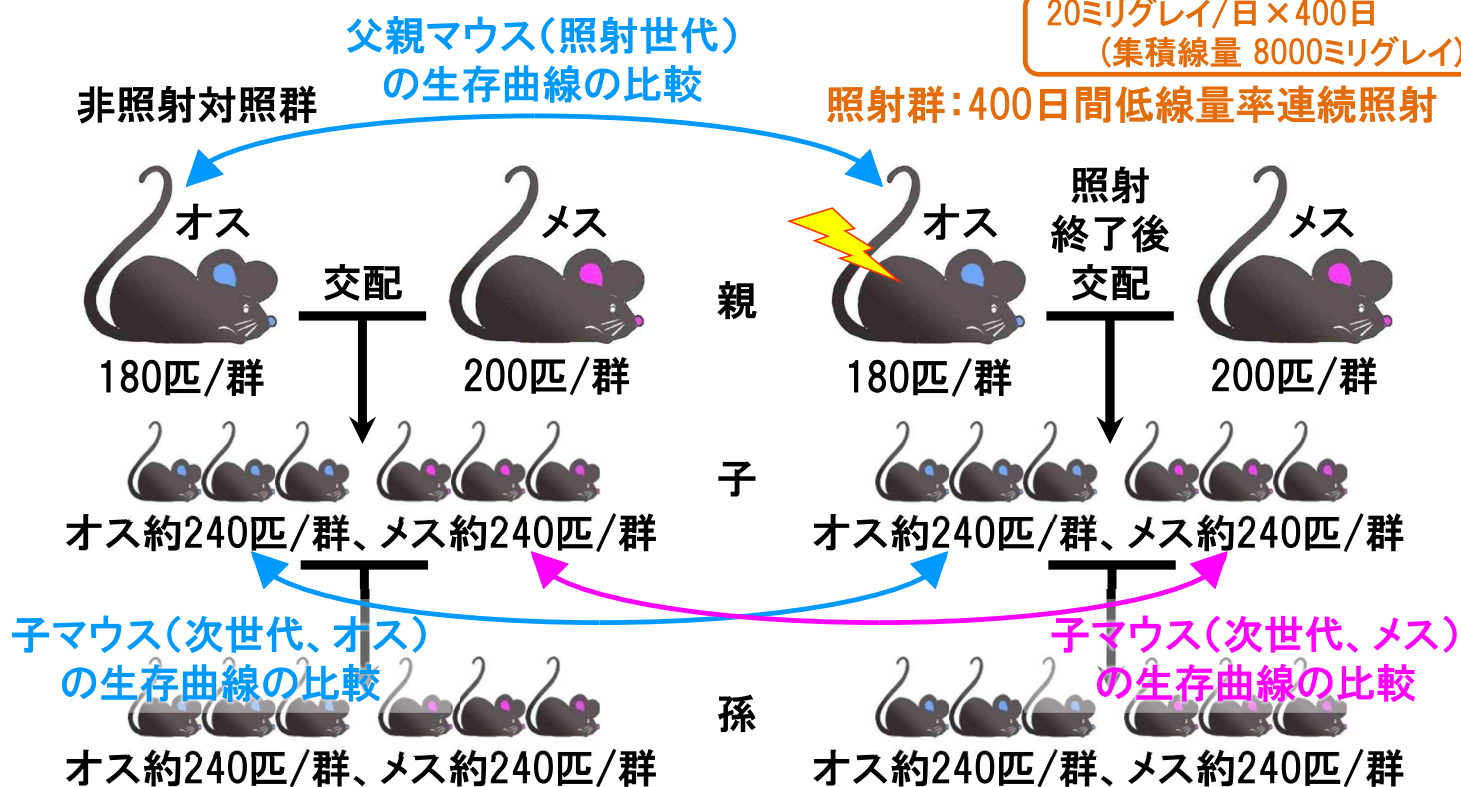 20ミリグレイ/日×400日
(集積線量 8000ミリグレイ)
父親マウス(照射世代)
の生存曲線の比較
非照射対照群
照射群:400日間低線量率連続照射
オス
メス
オス
照射
終了後
交配
メス
交配
親
180匹/群
200匹/群
180匹/群
200匹/群
子
オス約240匹/群、メス約240匹/群
オス約240匹/群、メス約240匹/群
子マウス(次世代、オス)
の生存曲線の比較
子マウス(次世代、メス)
の生存曲線の比較
孫
オス約240匹/群、メス約240匹/群
オス約240匹/群、メス約240匹/群